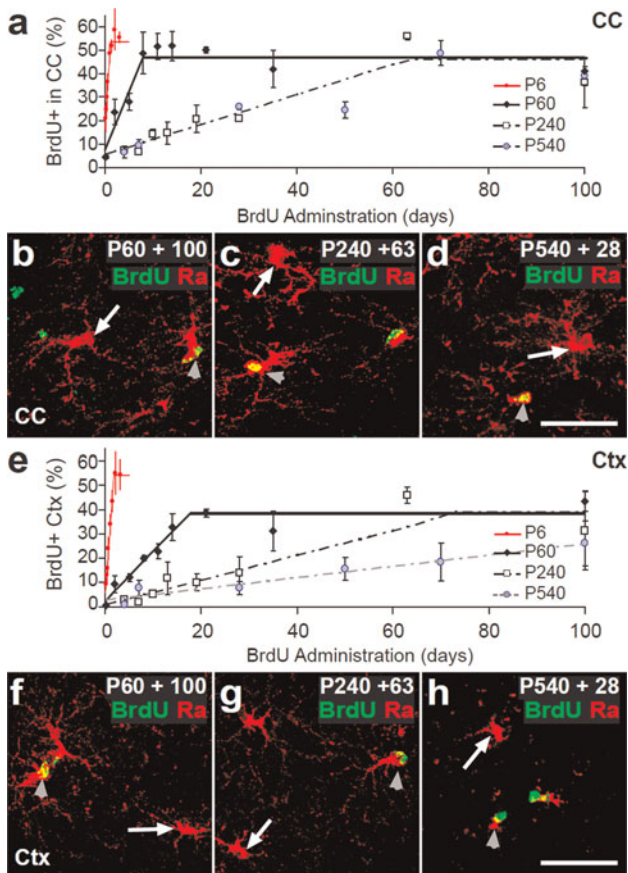 a
CC
BrdU+ in CC (%)
60
50
40
30
20
10
0
0
20
40
60
80
100
P6
P60
P240
P540
BrdU Adminstration (days)
b
P60 + 100
BrdU Ra
CC
c
P240 +63
BrdU Ra
d
P540 + 28
BrdU Ra
e
Ctx
BrdU+ Ctx (%)
60
50
40
30
20
10
0
0
20
40
60
80
100
P6
P60
P240
P540
BrdU Administration (days)
f
P60 + 100
BrdU Ra
Ctx
g
P240 +63
BrdU Ra
h
P540 + 28
BrdU Ra